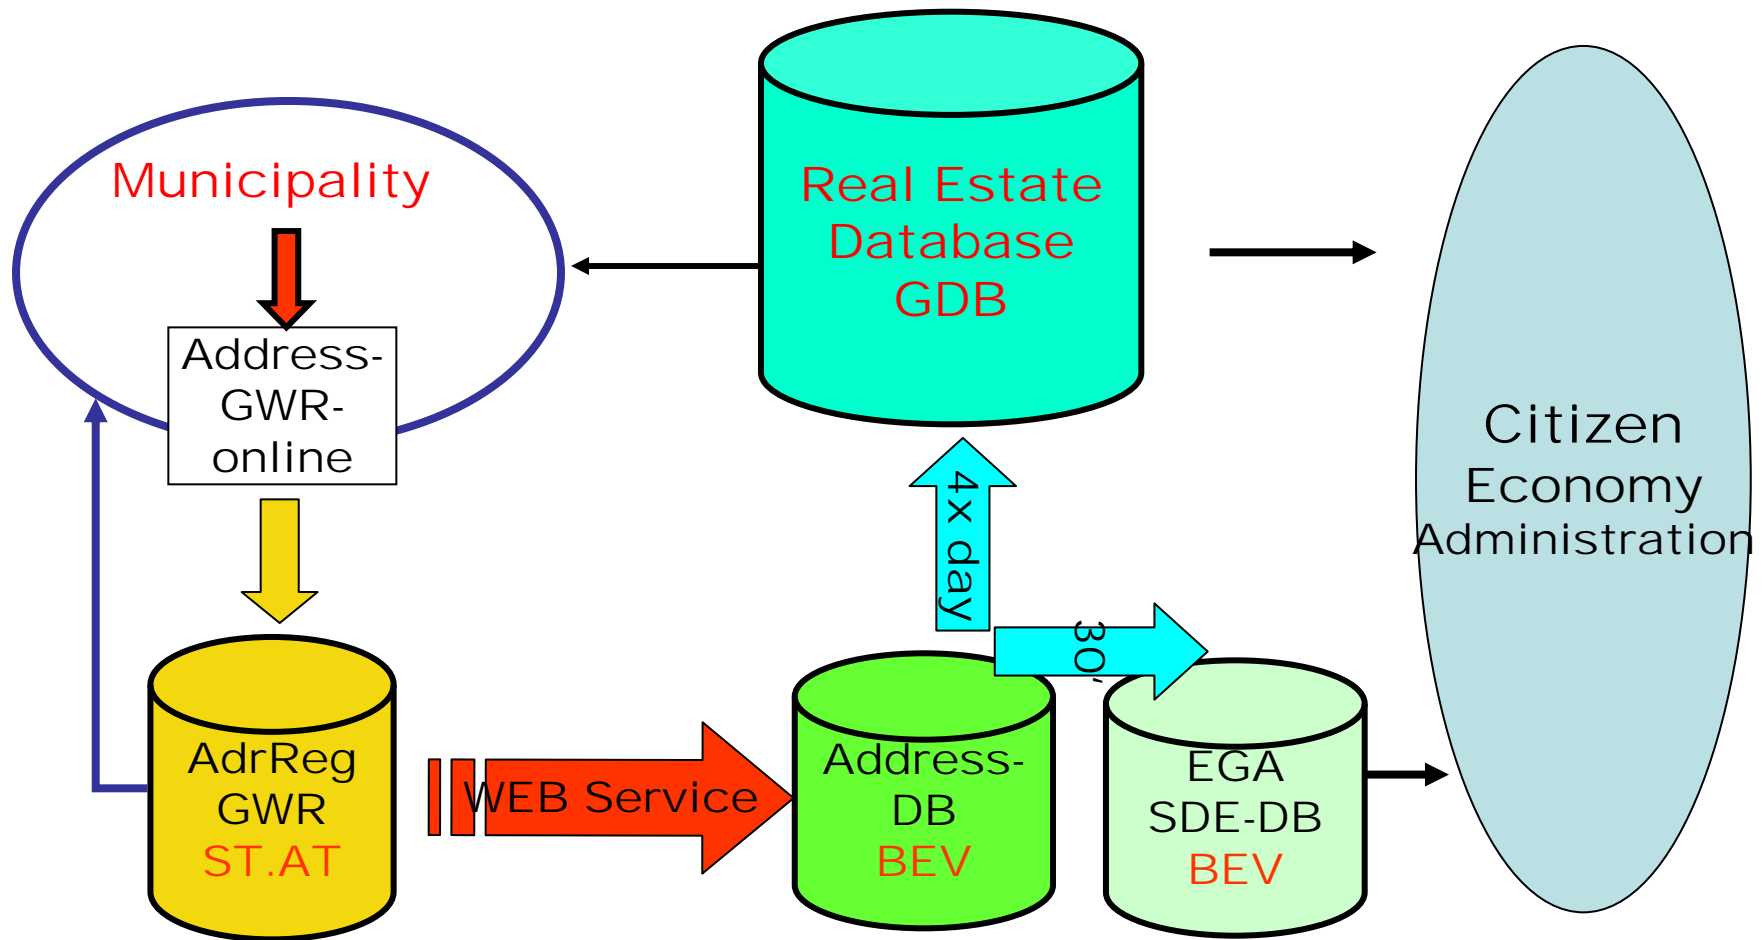 Municipality
Address-
GWR-
online
Real Estate
Database
GDB
Citizen
Economy
Administration
4x day
30'
AdrReg
GWR
ST.AT
WEB Service
Address-
DB
BEV
EGA
SDE-DB
BEV